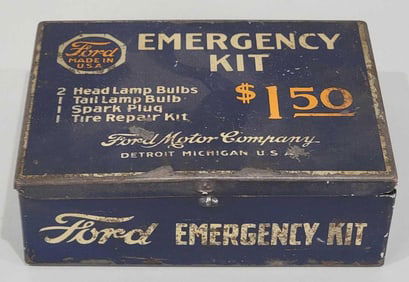 Ford
MADE IN
U.S.A.
EMERGENCY
KIT
2 Head Lamp Bulbs
1 Tail Lamp Bulb
1 Spark Plug
1 Tire Repair Kit
$1.50
Ford Motor Company
DETROIT MICHIGAN U.S.A.
Ford EMERGENCY KIT